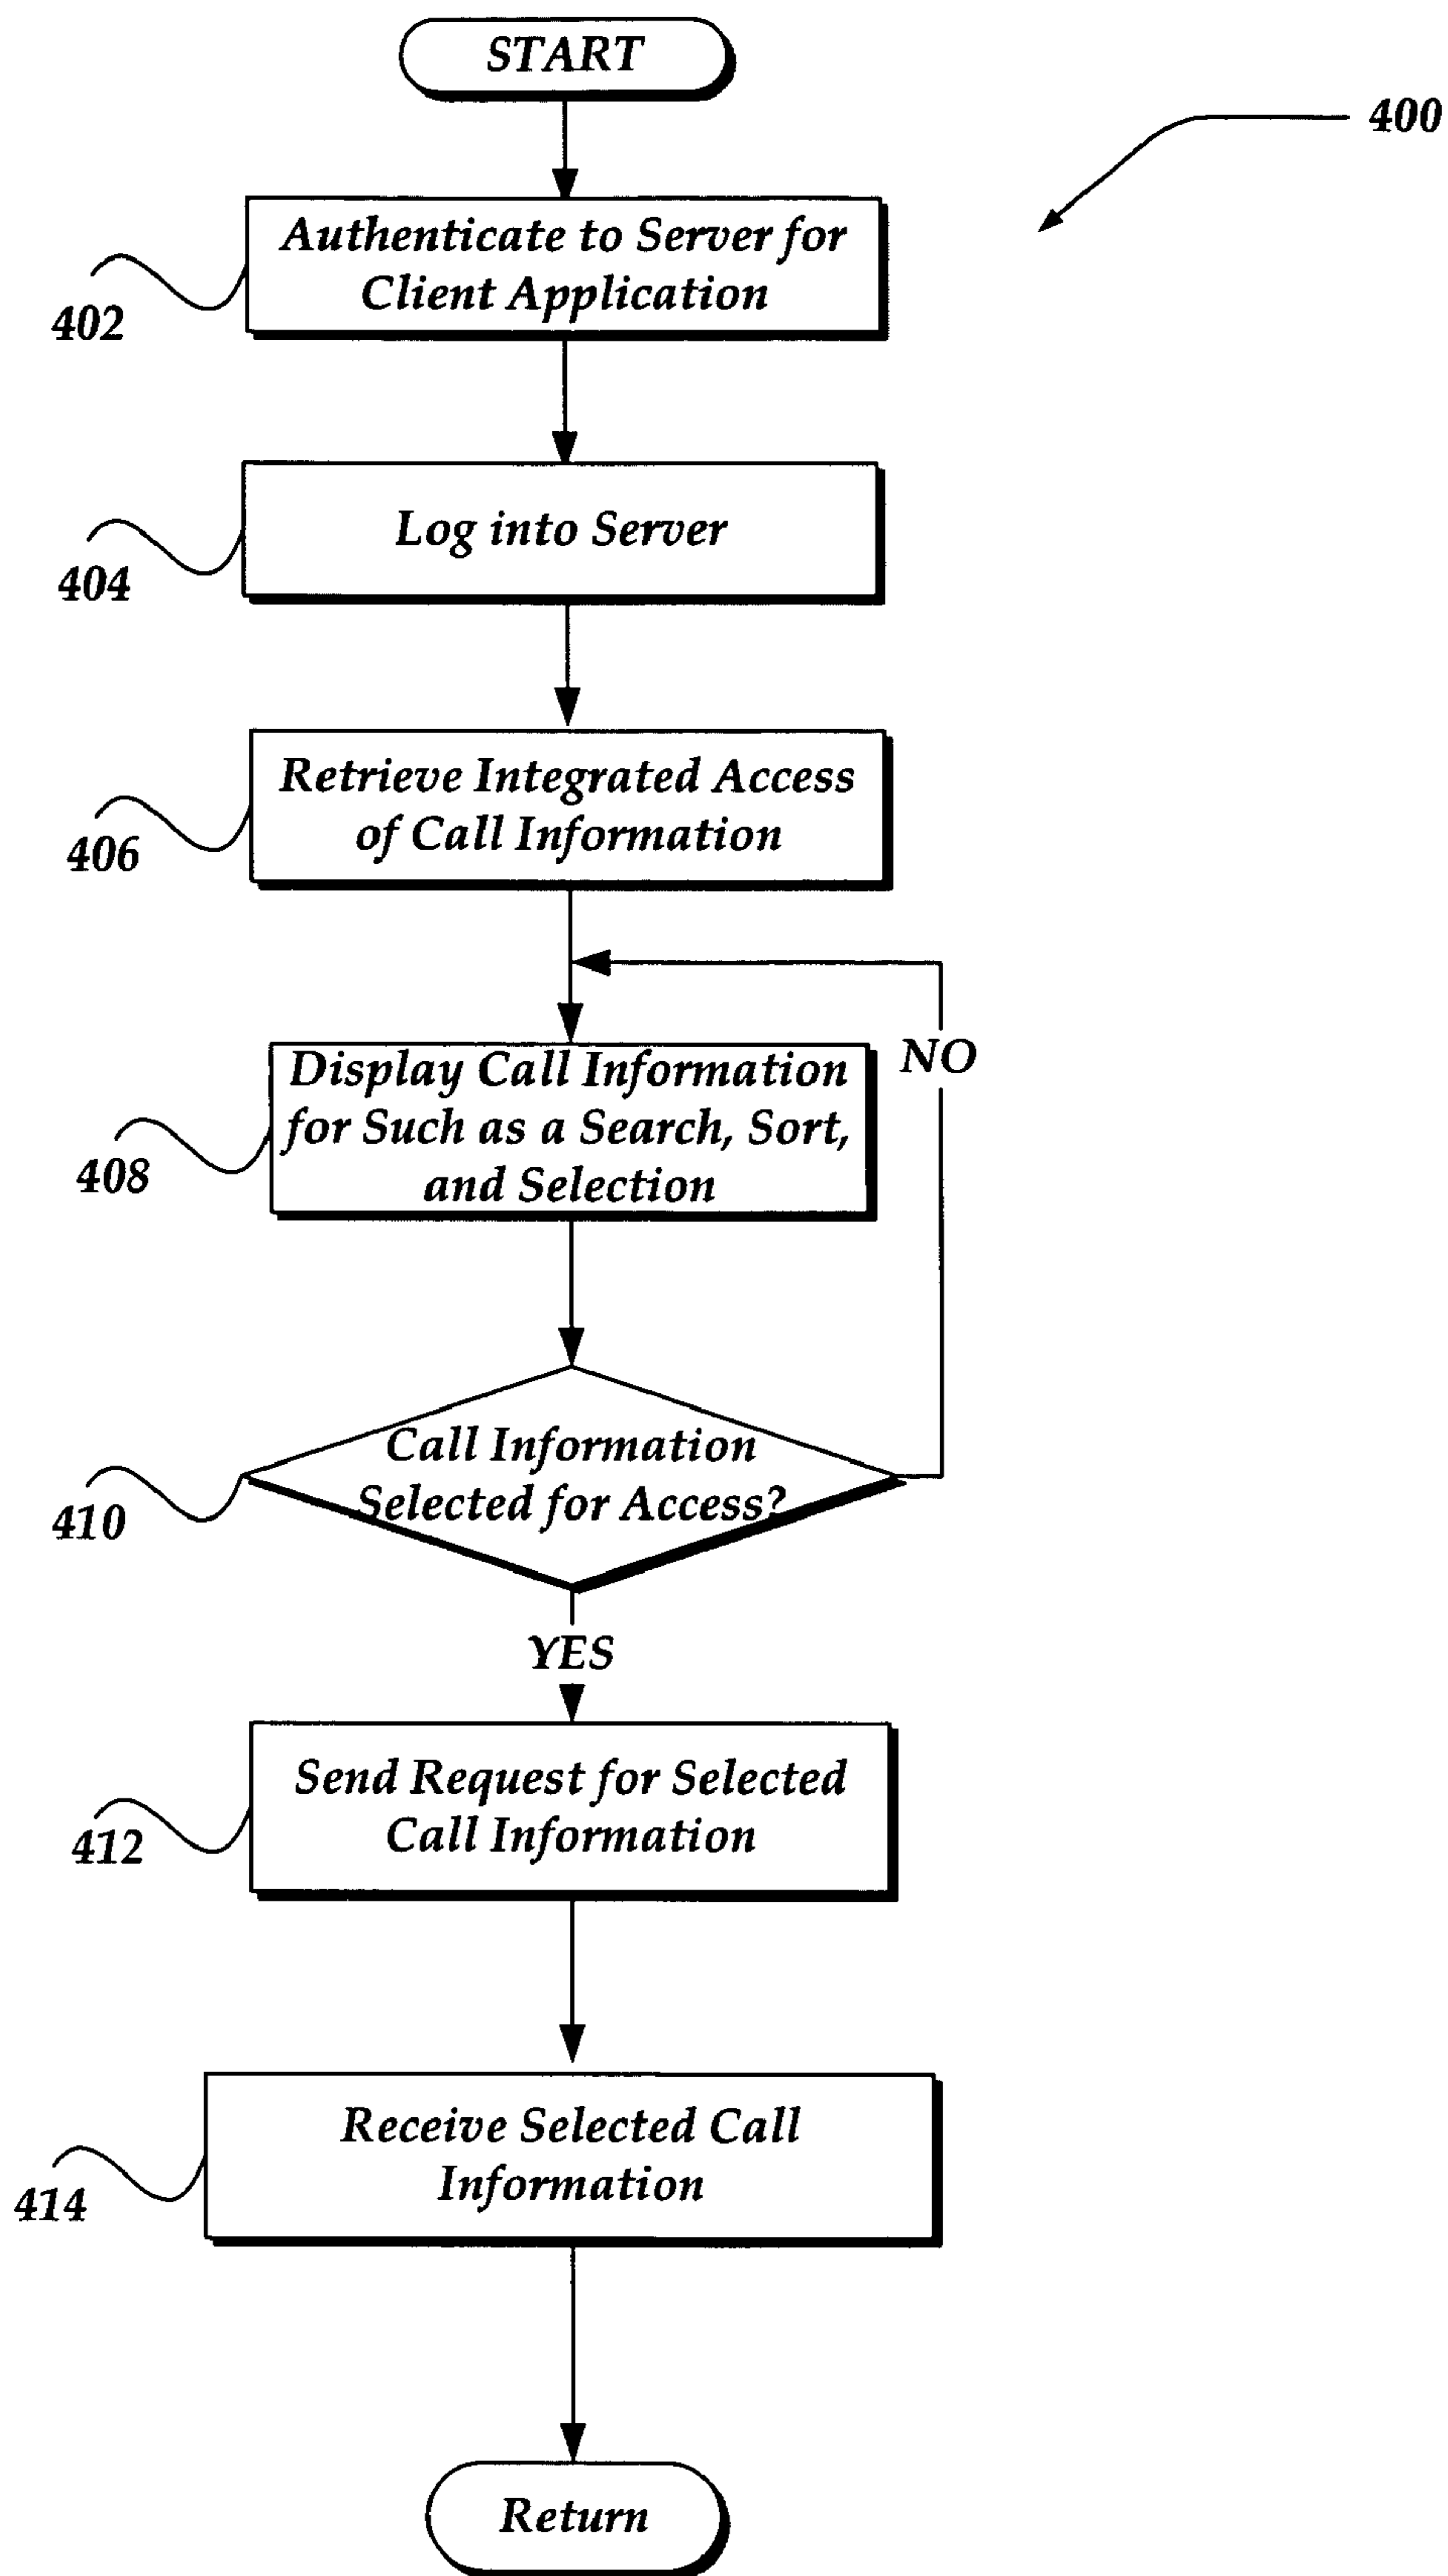 START
400
Authenticate to Server for
Client Application
402
Log into Server
404
Retrieve Integrated Access
of Call Information
406
NO
Display Call Information
for Such as a Search, Sort,
and Selection
408
Call Information
Selected for Access?
410
YES
Send Request for Selected
Call Information
412
Receive Selected Call
Information
414
Return